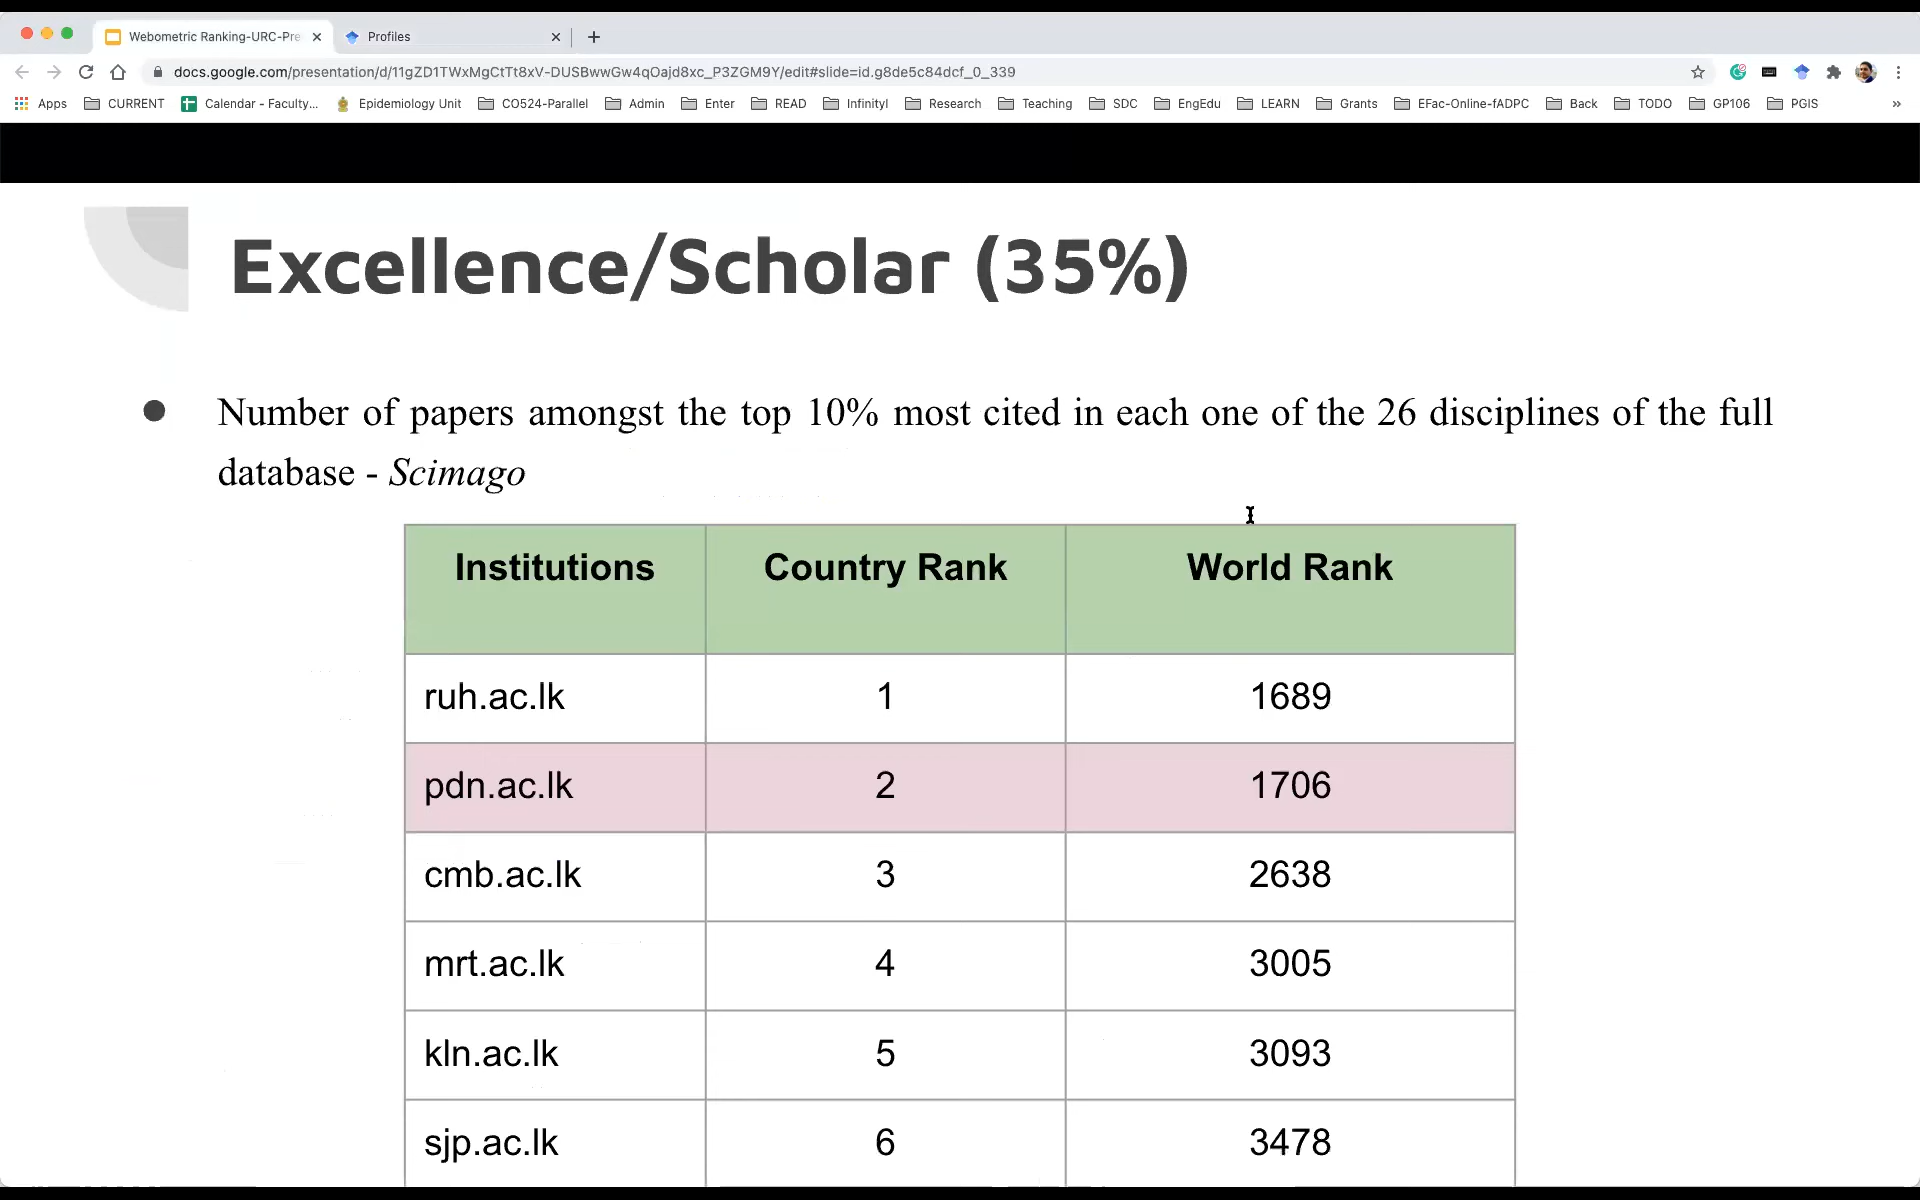 Webometric Ranking-URC-Pre
Profiles
docs.google.com/presentation/d/11gZD1TWxMgCtTt8xV-DUSBwwGw4qOajd8xc_P3ZGM9Y/edit#slide=id.g8de5c84dcf_0_339
Apps CURRENT Calendar - Faculty... Epidemiology Unit CO524-Parallel Admin Enter READ InfinityI Research Teaching SDC EngEdu LEARN Grants EFac-Online-fADPC Back TODO GP106 PGIS »
Excellence/Scholar (35%)
● Number of papers amongst the top 10% most cited in each one of the 26 disciplines of the full
database - Scimago
Institutions Country Rank World Rank
ruh.ac.lk 1 1689
pdn.ac.lk 2 1706
cmb.ac.lk 3 2638
mrt.ac.lk 4 3005
kln.ac.lk 5 3093
sjp.ac.lk 6 3478